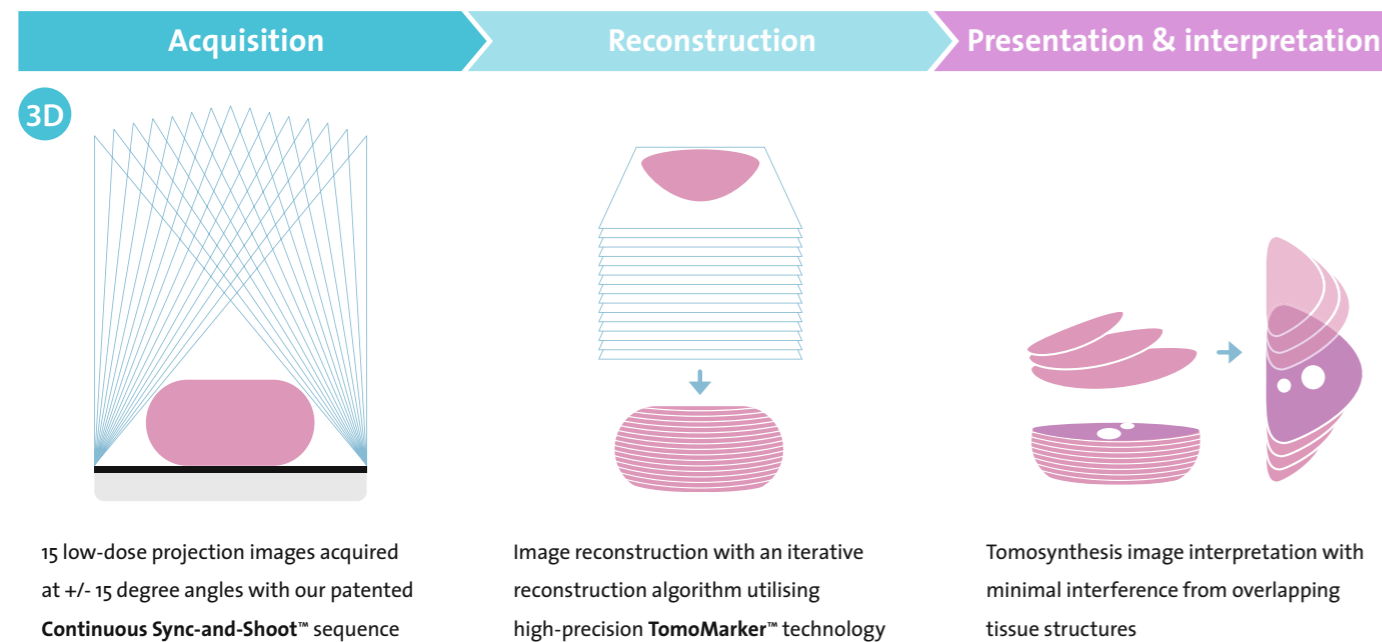 Acquisition
Reconstruction
Presentation & interpretation
3D
15 low-dose projection images acquired
at +/- 15 degree angles with our patented
Continuous Sync-and-Shoot™ sequence
Image reconstruction with an iterative
reconstruction algorithm utilising
high-precision TomoMarker™ technology
Tomosynthesis image interpretation with
minimal interference from overlapping
tissue structures